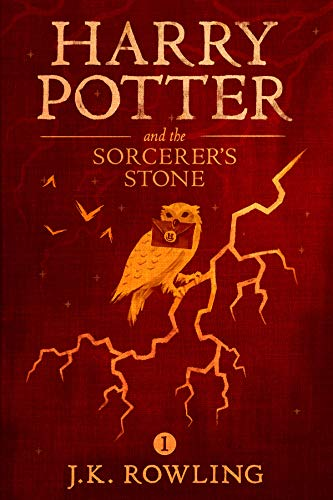 HARRY
POTTER
and the
SORCERER'S
STONE
H
1
J.K. ROWLING